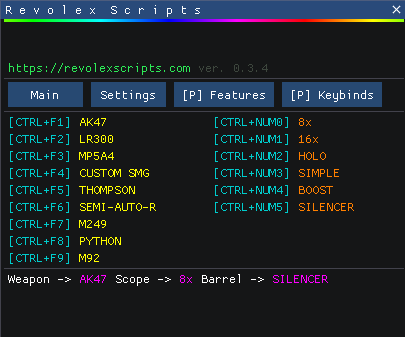 Revolex Scripts ×
https://revolexscripts.com ver. 0.3.4
Main Settings [P] Features [P] Keybinds
[CTRL+F1] AK47 [CTRL+NUM0] 8x
[CTRL+F2] LR300 [CTRL+NUM1] 16x
[CTRL+F3] MP5A4 [CTRL+NUM2] HOLO
[CTRL+F4] CUSTOM SMG [CTRL+NUM3] SIMPLE
[CTRL+F5] THOMPSON [CTRL+NUM4] BOOST
[CTRL+F6] SEMI-AUTO-R [CTRL+NUM5] SILENCER
[CTRL+F7] M249
[CTRL+F8] PYTHON
[CTRL+F9] M92
Weapon -> AK47 Scope -> 8x Barrel -> SILENCER